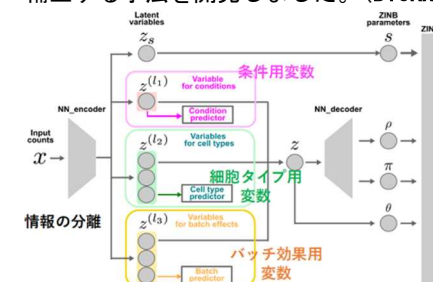 補正する手法を開発しました。
Latent
variables
ZINB
parameters
ZIN
z_s
s
z^(l_1)
Variable
for conditions
条件用変数
Condition
predictor
NN_encoder
NN_decoder
Input
counts
x
z^(l_2)
Variables
for cell types
z
細胞タイプ用
変数
Cell type
predictor
ρ
π
θ
情報の分離
z^(l_3)
Variables
for batch effects
バッチ効果用
変数
Batch
predictor